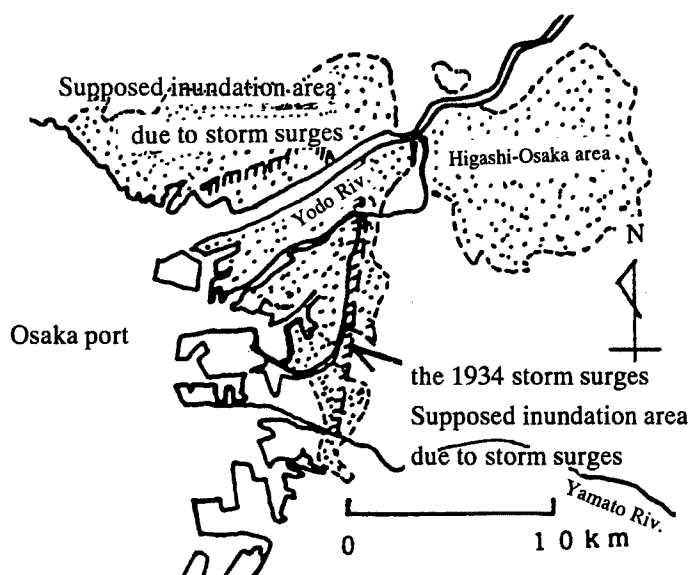 Supposed inundation area
due to storm surges
Higashi-Osaka area
Yodo Riv.
N
Osaka port
the 1934 storm surges
Supposed inundation area
due to storm surges
Yamato Riv.
0 10km